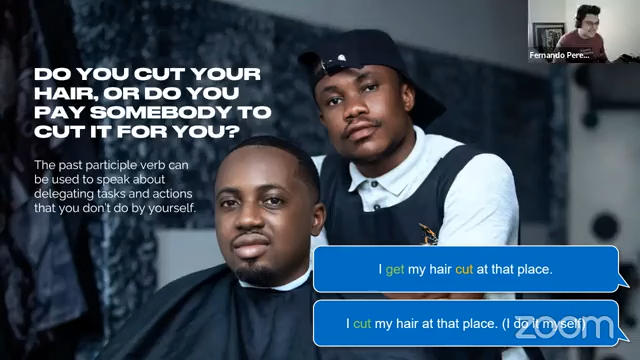 DO YOU CUT YOUR
HAIR, OR DO YOU
PAY SOMEBODY TO
CUT IT FOR YOU?
The past participle verb can
be used to speak about
delegating tasks and actions
that you don't do by yourself.
Fernando Pere...
I get my hair cut at that place.
I cut my hair at that place. (I do it myself)
zoom